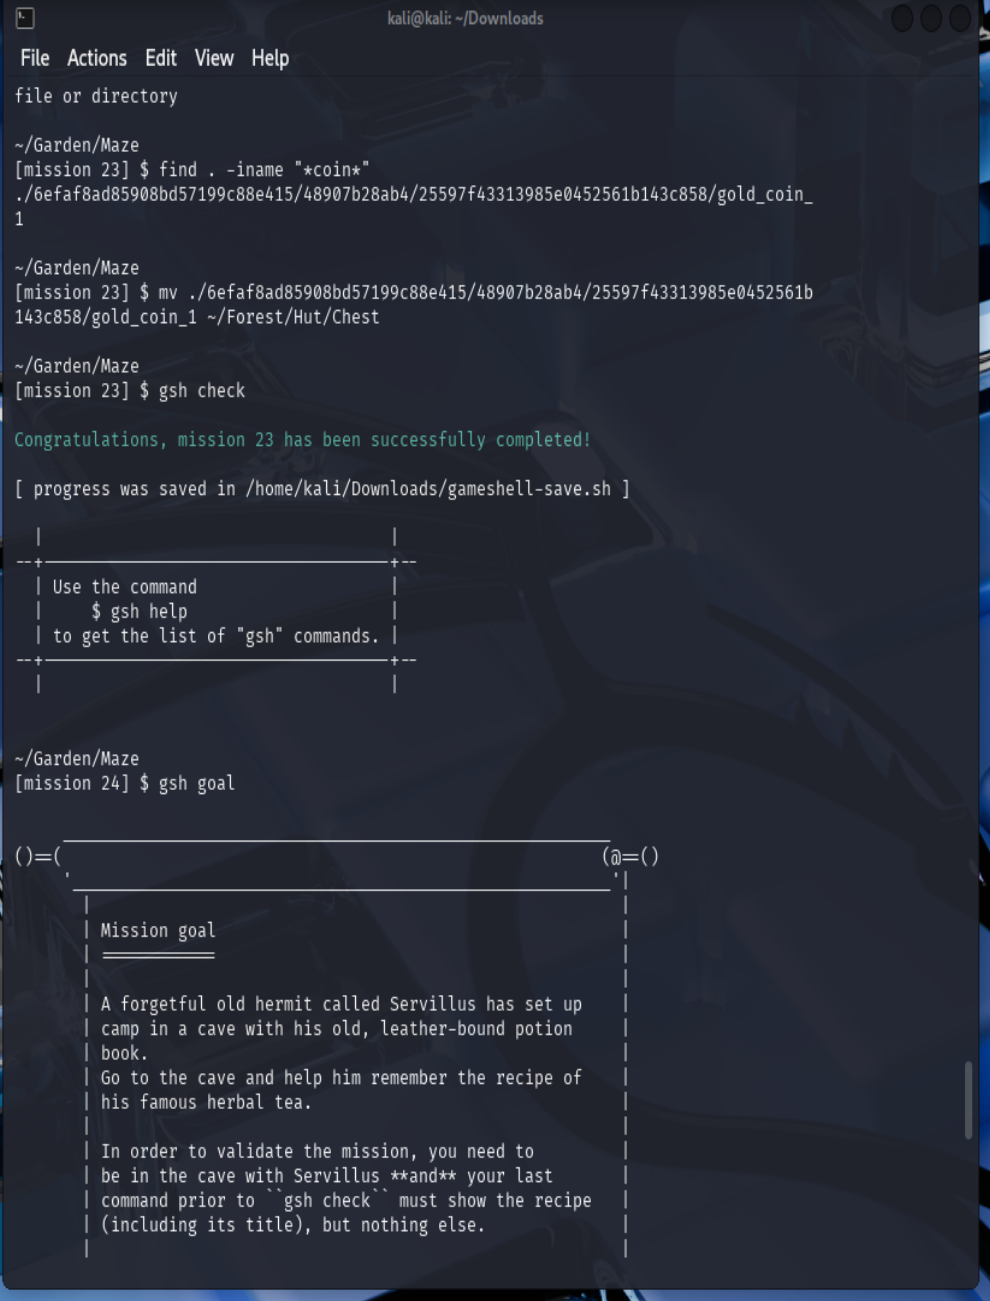 kali@kali: ~/Downloads
File Actions Edit View Help
file or directory
~/Garden/Maze
[mission 23] $ find . -iname "*coin*"
./6efaf8ad85908bd57199c88e415/48907b28ab4/25597f43313985e0452561b143c858/gold_coin_
1
~/Garden/Maze
[mission 23] $ mv ./6efaf8ad85908bd57199c88e415/48907b28ab4/25597f43313985e0452561b
143c858/gold_coin_1 ~/Forest/Hut/Chest
~/Garden/Maze
[mission 23] $ gsh check
Congratulations, mission 23 has been successfully completed!
[ progress was saved in /home/kali/Downloads/gameshell-save.sh ]
Use the command
$ gsh help
to get the list of "gsh" commands.
~/Garden/Maze
[mission 24] $ gsh goal
()=( (@=()
Mission goal
============
A forgetful old hermit called Servillus has set up
camp in a cave with his old, leather-bound potion
book.
Go to the cave and help him remember the recipe of
his famous herbal tea.
In order to validate the mission, you need to
be in the cave with Servillus **and** your last
command prior to ``gsh check`` must show the recipe
(including its title), but nothing else.